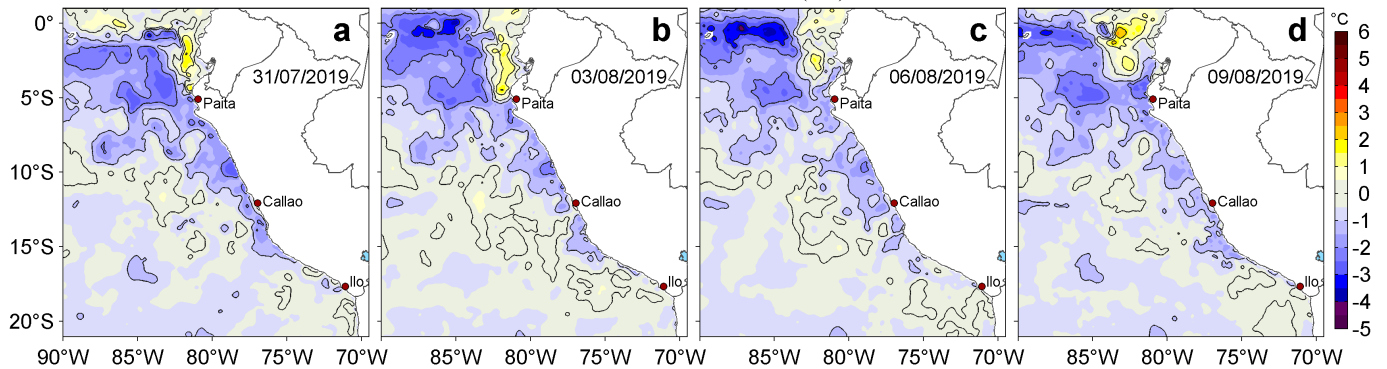 a
b
c
d
°C
0°
5°S
10°S
15°S
20°S
31/07/2019
03/08/2019
06/08/2019
09/08/2019
Paita
Paita
Paita
Paita
Callao
Callao
Callao
Callao
Ilo
Ilo
Ilo
Ilo
90°W
85°W
80°W
75°W
70°W
85°W
80°W
75°W
70°W
85°W
80°W
75°W
70°W
85°W
80°W
75°W
70°W
6
5
4
3
2
1
0
-1
-2
-3
-4
-5